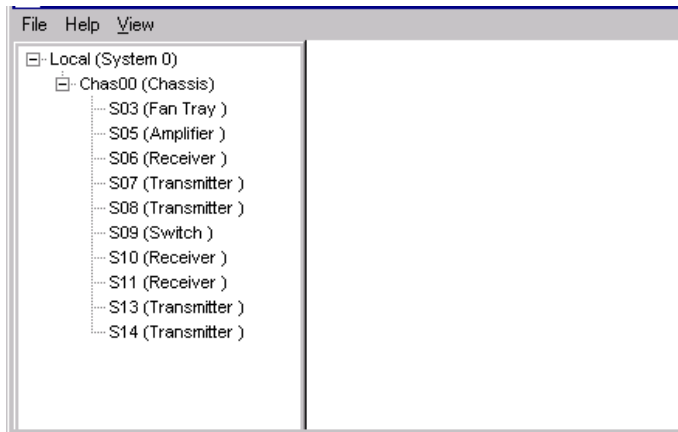 File Help View
Local (System 0)
Chas00 (Chassis)
S03 (Fan Tray )
S05 (Amplifier )
S06 (Receiver )
S07 (Transmitter )
S08 (Transmitter )
S09 (Switch )
S10 (Receiver )
S11 (Receiver )
S13 (Transmitter )
S14 (Transmitter )